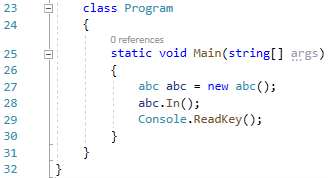 23 class Program
24 {
0 references
25 static void Main(string[] args)
26 {
27 abc abc = new abc();
28 abc.In();
29 Console.ReadKey();
30 }
31 }
32 }